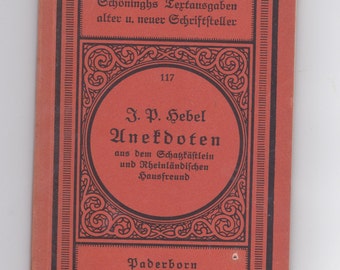 Schöninghs Textausgaben
alter u. neuer Schriftsteller
117
J. P. Hebel
Anekdoten
aus dem Schatzkästlein
und Rheinländischen
Hausfreund
Paderborn